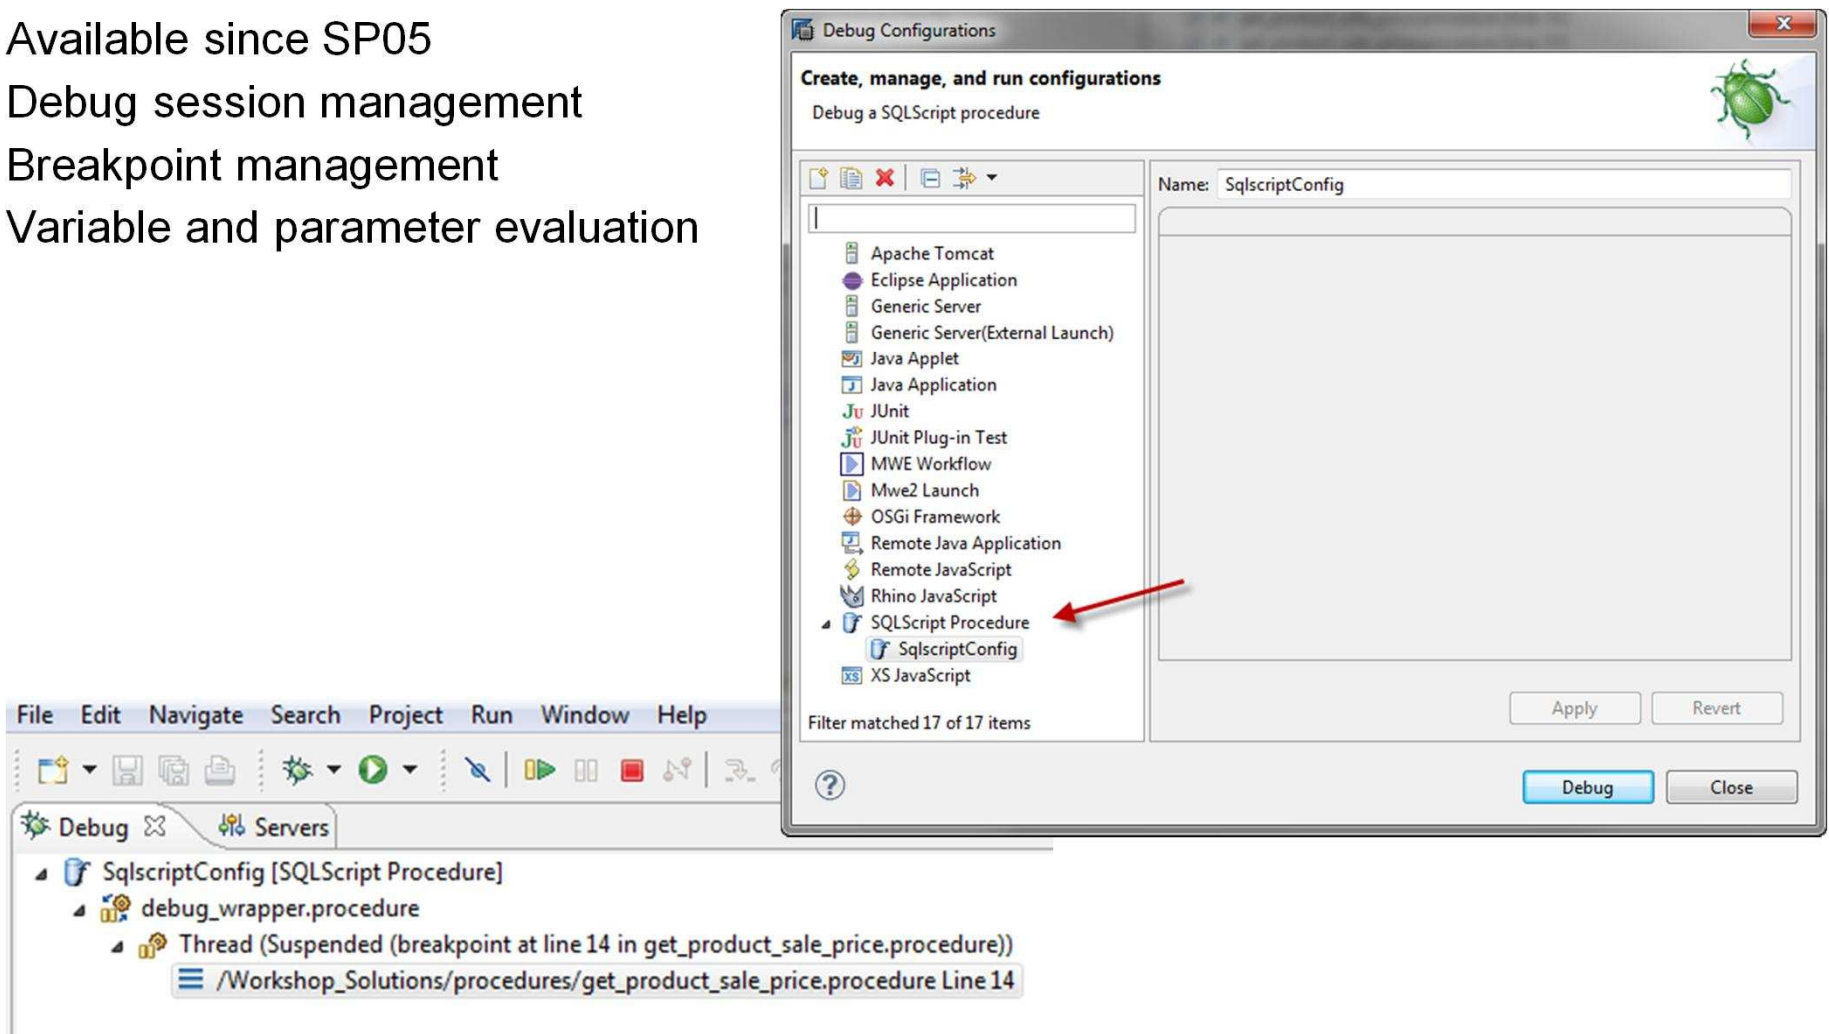 Available since SP05
Debug session management
Breakpoint management
Variable and parameter evaluation
Debug Configurations
Create, manage, and run configurations
Debug a SQLScript procedure
Name: SqlscriptConfig
Apache Tomcat
Eclipse Application
Generic Server
Generic Server(External Launch)
Java Applet
Java Application
JUnit
JUnit Plug-in Test
MWE Workflow
Mwe2 Launch
OSGi Framework
Remote Java Application
Remote JavaScript
Rhino JavaScript
SQLScript Procedure
SqlscriptConfig
XS JavaScript
Filter matched 17 of 17 items
Apply Revert
Debug Close
File Edit Navigate Search Project Run Window Help
Debug Servers
SqlscriptConfig [SQLScript Procedure]
debug_wrapper.procedure
Thread (Suspended (breakpoint at line 14 in get_product_sale_price.procedure))
/Workshop_Solutions/procedures/get_product_sale_price.procedure Line 14